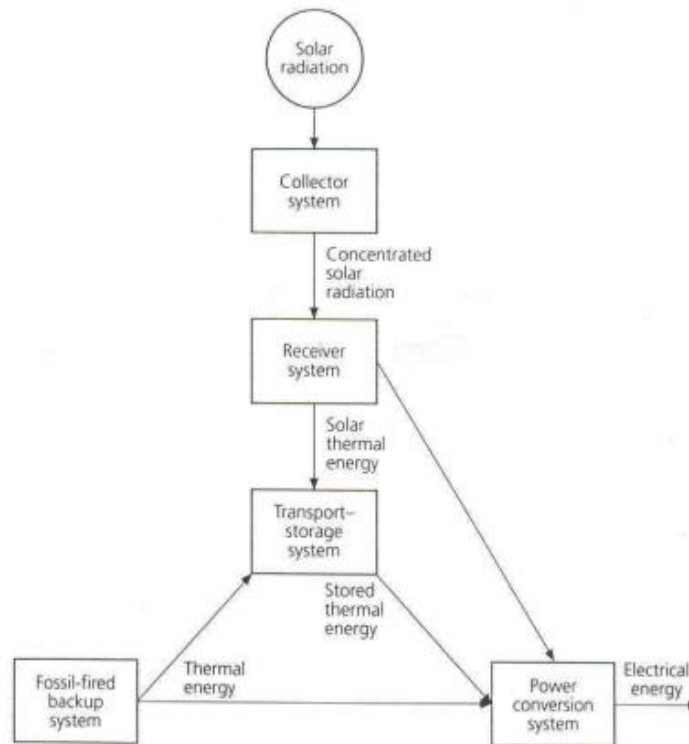 Solar
radiation
Collector
system
Concentrated
solar
radiation
Receiver
system
Solar
thermal
energy
Transport–
storage
system
Stored
thermal
energy
Fossil-fired
backup
system
Thermal
energy
Power
conversion
system
Electrical
energy